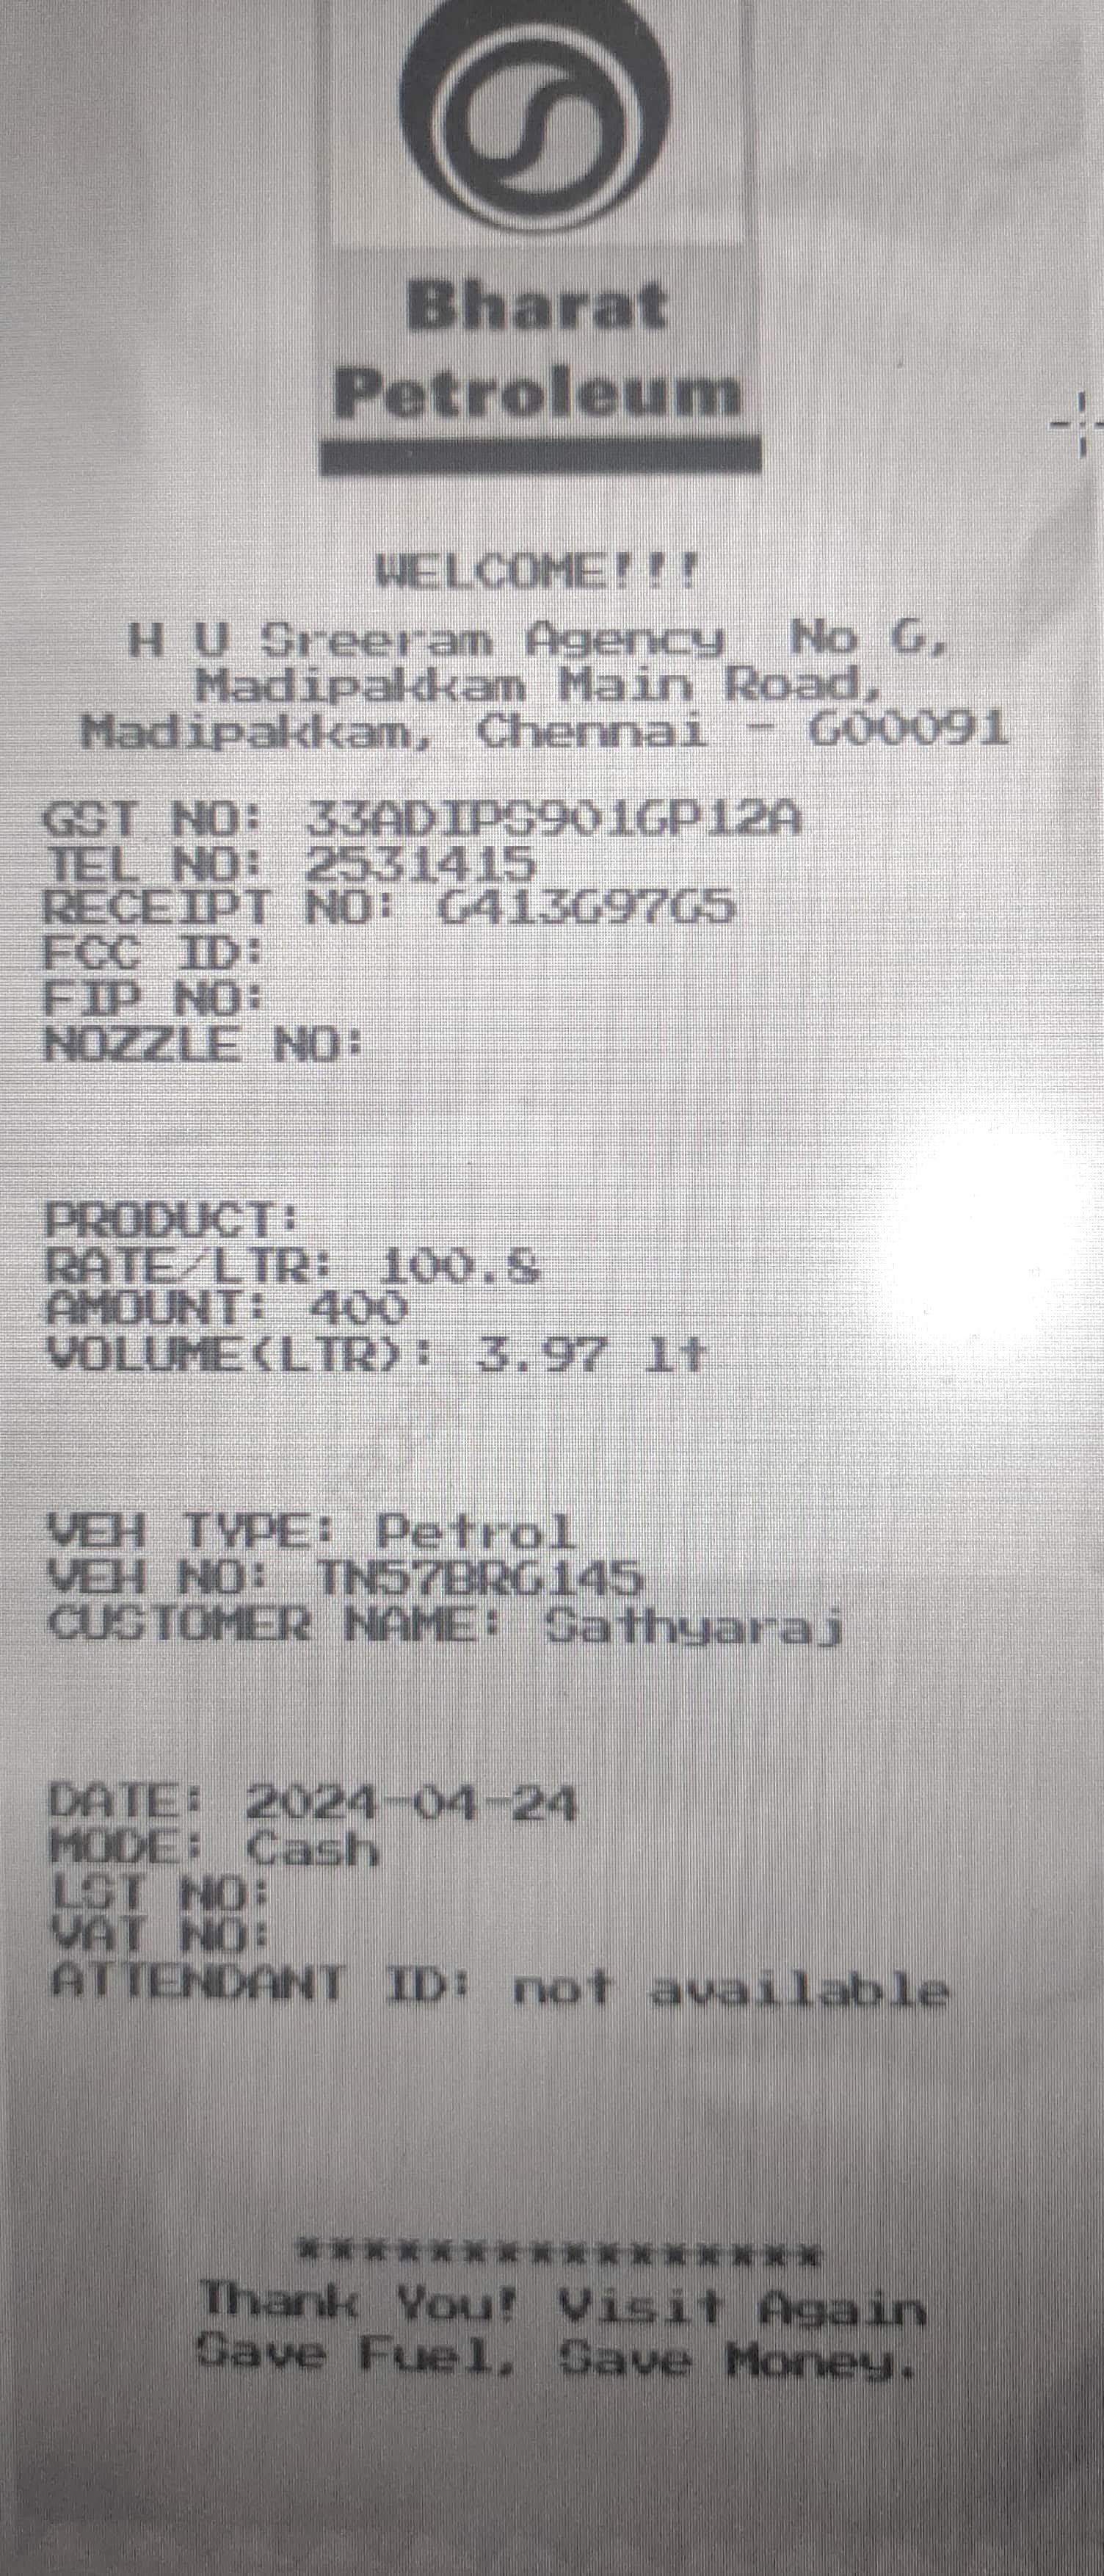 Bharat
Petroleum
WELCOME!!!
H U Sreeram Agency No 6,
Madipakkam Main Road,
Madipakkam, Chennai - 600091
GST NO: 33ADIPS9016P12A
TEL NO: 2531415
RECEIPT NO: 641369765
FCC ID:
FIP NO:
NOZZLE NO:
PRODUCT:
RATE/LTR: 100.8
AMOUNT: 400
VOLUME(LTR): 3.97 lt
VEH TYPE: Petrol
VEH NO: TN57BR6145
CUSTOMER NAME: Sathyaraj
DATE: 2024-04-24
MODE: Cash
LST NO:
VAT NO:
ATTENDANT ID: not available
****************
Thank You! Visit Again
Save Fuel, Save Money.